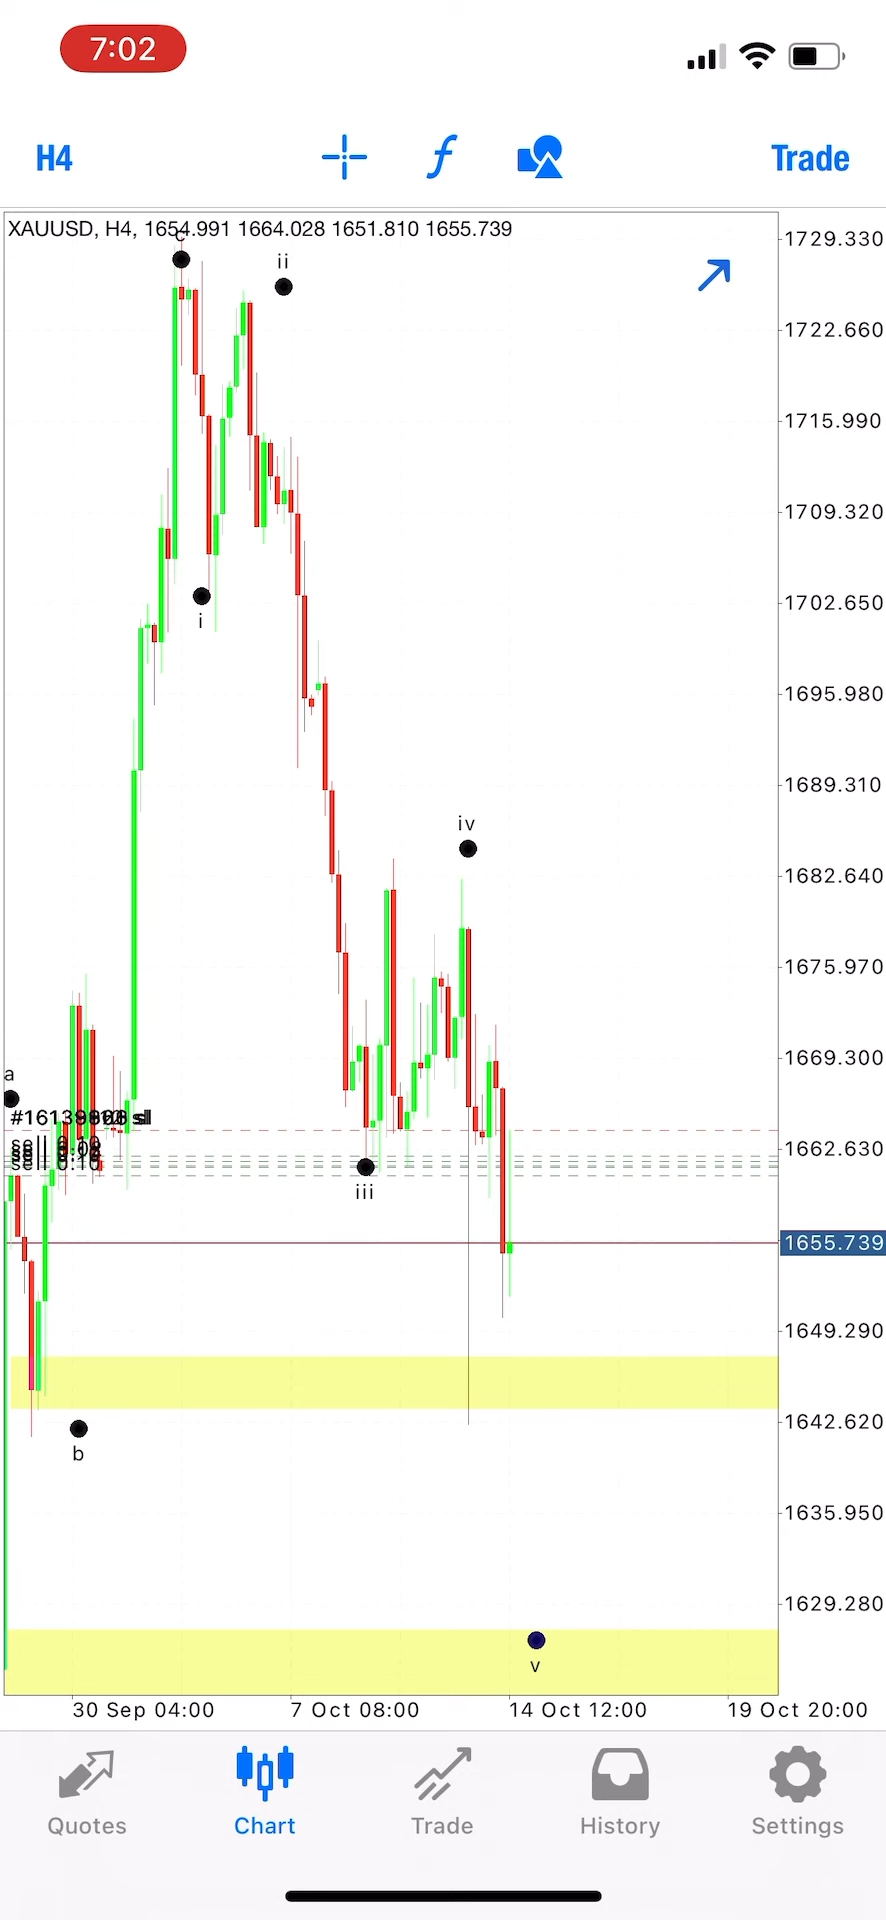 7:02
H4
f
Trade
XAUUSD, H4, 1654.991 1664.028 1651.810 1655.739
c
ii
i
iv
a
iii
b
v
1729.330
1722.660
1715.990
1709.320
1702.650
1695.980
1689.310
1682.640
1675.970
1669.300
1662.630
1655.739
1649.290
1642.620
1635.950
1629.280
30 Sep 04:00
7 Oct 08:00
14 Oct 12:00
19 Oct 20:00
Quotes
Chart
Trade
History
Settings